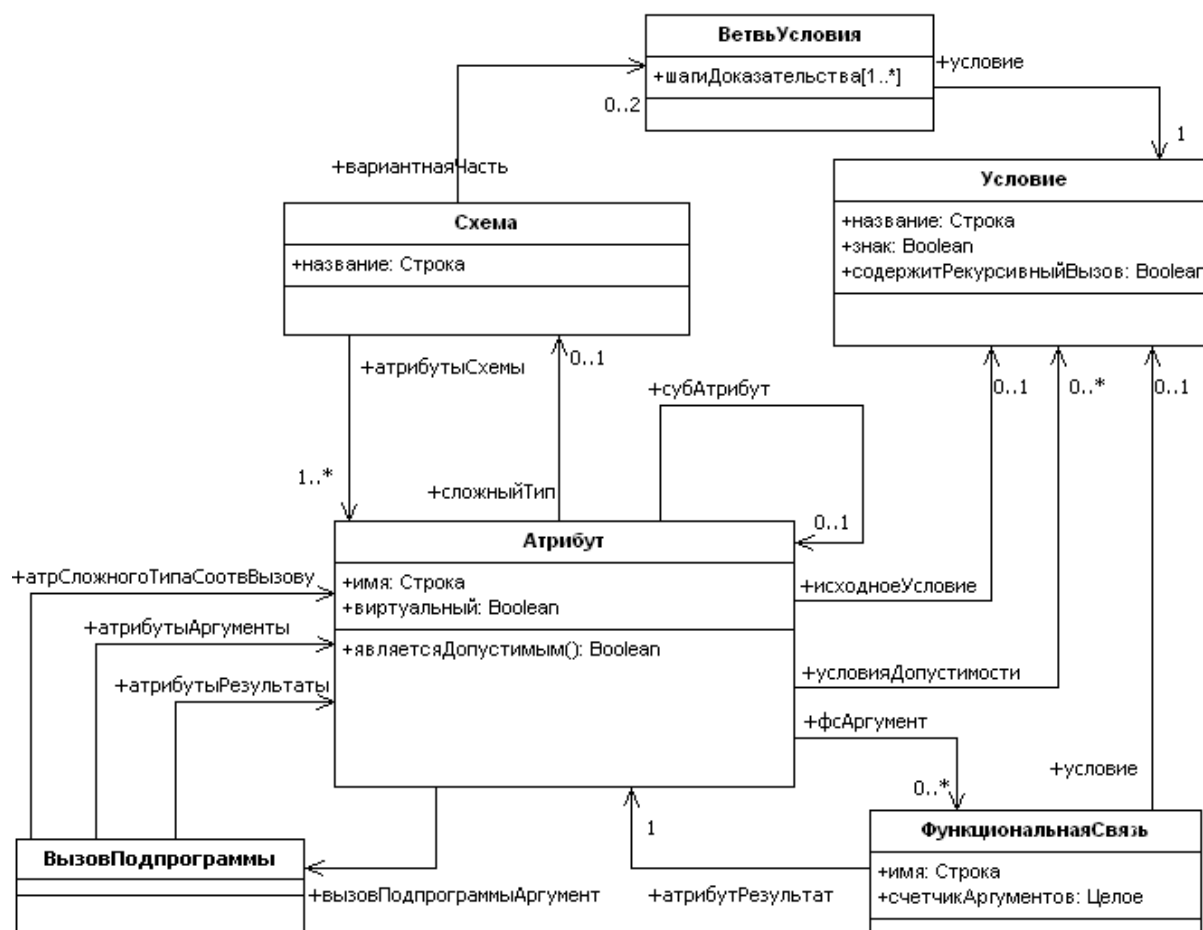 ВетвьУсловия
+шагиДоказательства[1..*]
+условие
0..2
1
+вариантнаяЧасть
Условие
+название: Строка
+знак: Boolean
+содержитРекурсивныйВызов: Boolean
Схема
+название: Строка
+атрибутыСхемы
0..1
+субАтрибут
0..1
0..*
0..1
1..*
+сложныйТип
0..1
Атрибут
+имя: Строка
+виртуальный: Boolean
+являетсяДопустимым(): Boolean
+атрСложногоТипаСоотвВызову
+атрибутыАргументы
+атрибутыРезультаты
+исходноеУсловие
+условияДопустимости
+фсАргумент
+условие
0..*
1
ВызовПодпрограммы
+вызовПодпрограммыАргумент
+атрибутРезультат
ФункциональнаяСвязь
+имя: Строка
+счетчикАргументов: Целое